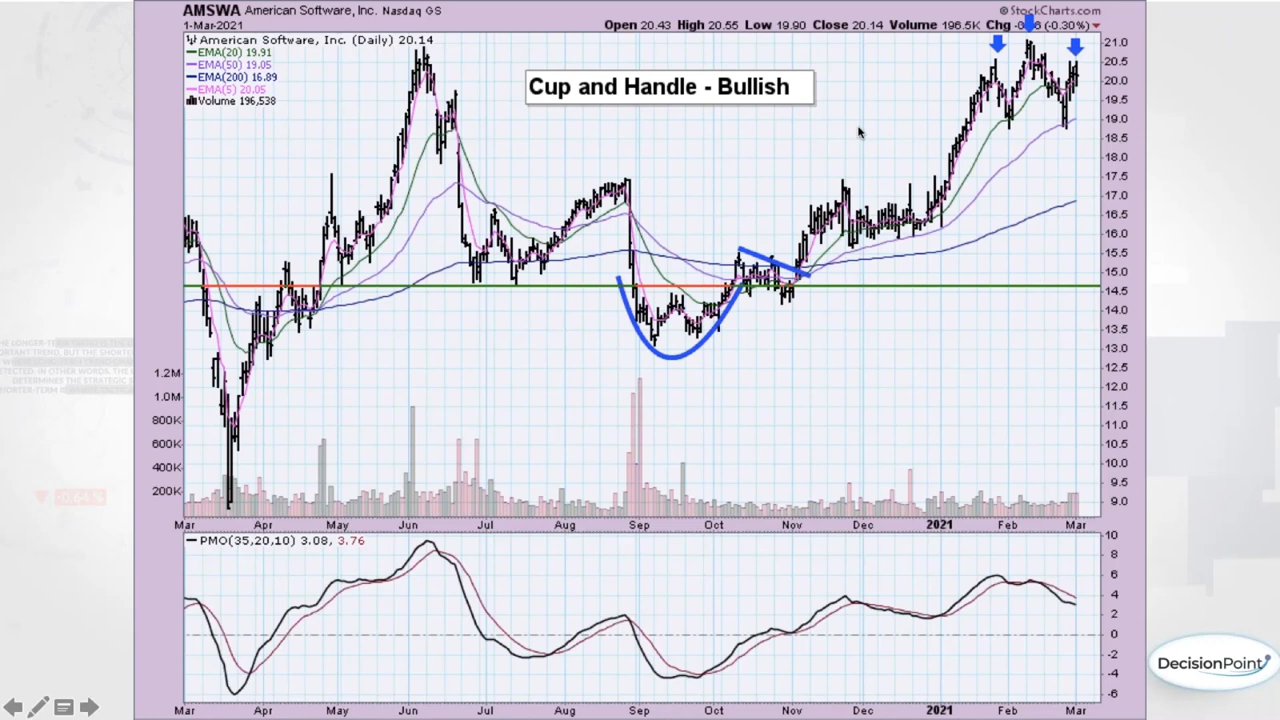 AMSWA American Software, Inc. Nasdaq GS
© StockCharts.com
1-Mar-2021
Open 20.43 High 20.55 Low 19.90 Close 20.14 Volume 196.5K Chg (-0.30%)
American Software, Inc. (Daily) 20.14
EMA(20) 19.91
EMA(50) 19.05
EMA(200) 16.89
EMA(5) 20.05
Volume 196,538
Cup and Handle - Bullish
21.0
20.5
20.0
19.5
19.0
18.5
18.0
17.5
17.0
16.5
16.0
15.5
15.0
14.5
14.0
13.5
13.0
12.5
12.0
11.5
11.0
10.5
10.0
9.5
9.0
1.2M
1.0M
800K
600K
400K
200K
Mar Apr May Jun Jul Aug Sep Oct Nov Dec 2021 Feb Mar
PMO(35,20,10) 3.08, 3.76
10
8
6
4
2
0
-2
-4
-6
Mar Apr May Jun Jul Aug Sep Oct Nov Dec 2021 Feb Mar
DecisionPoint